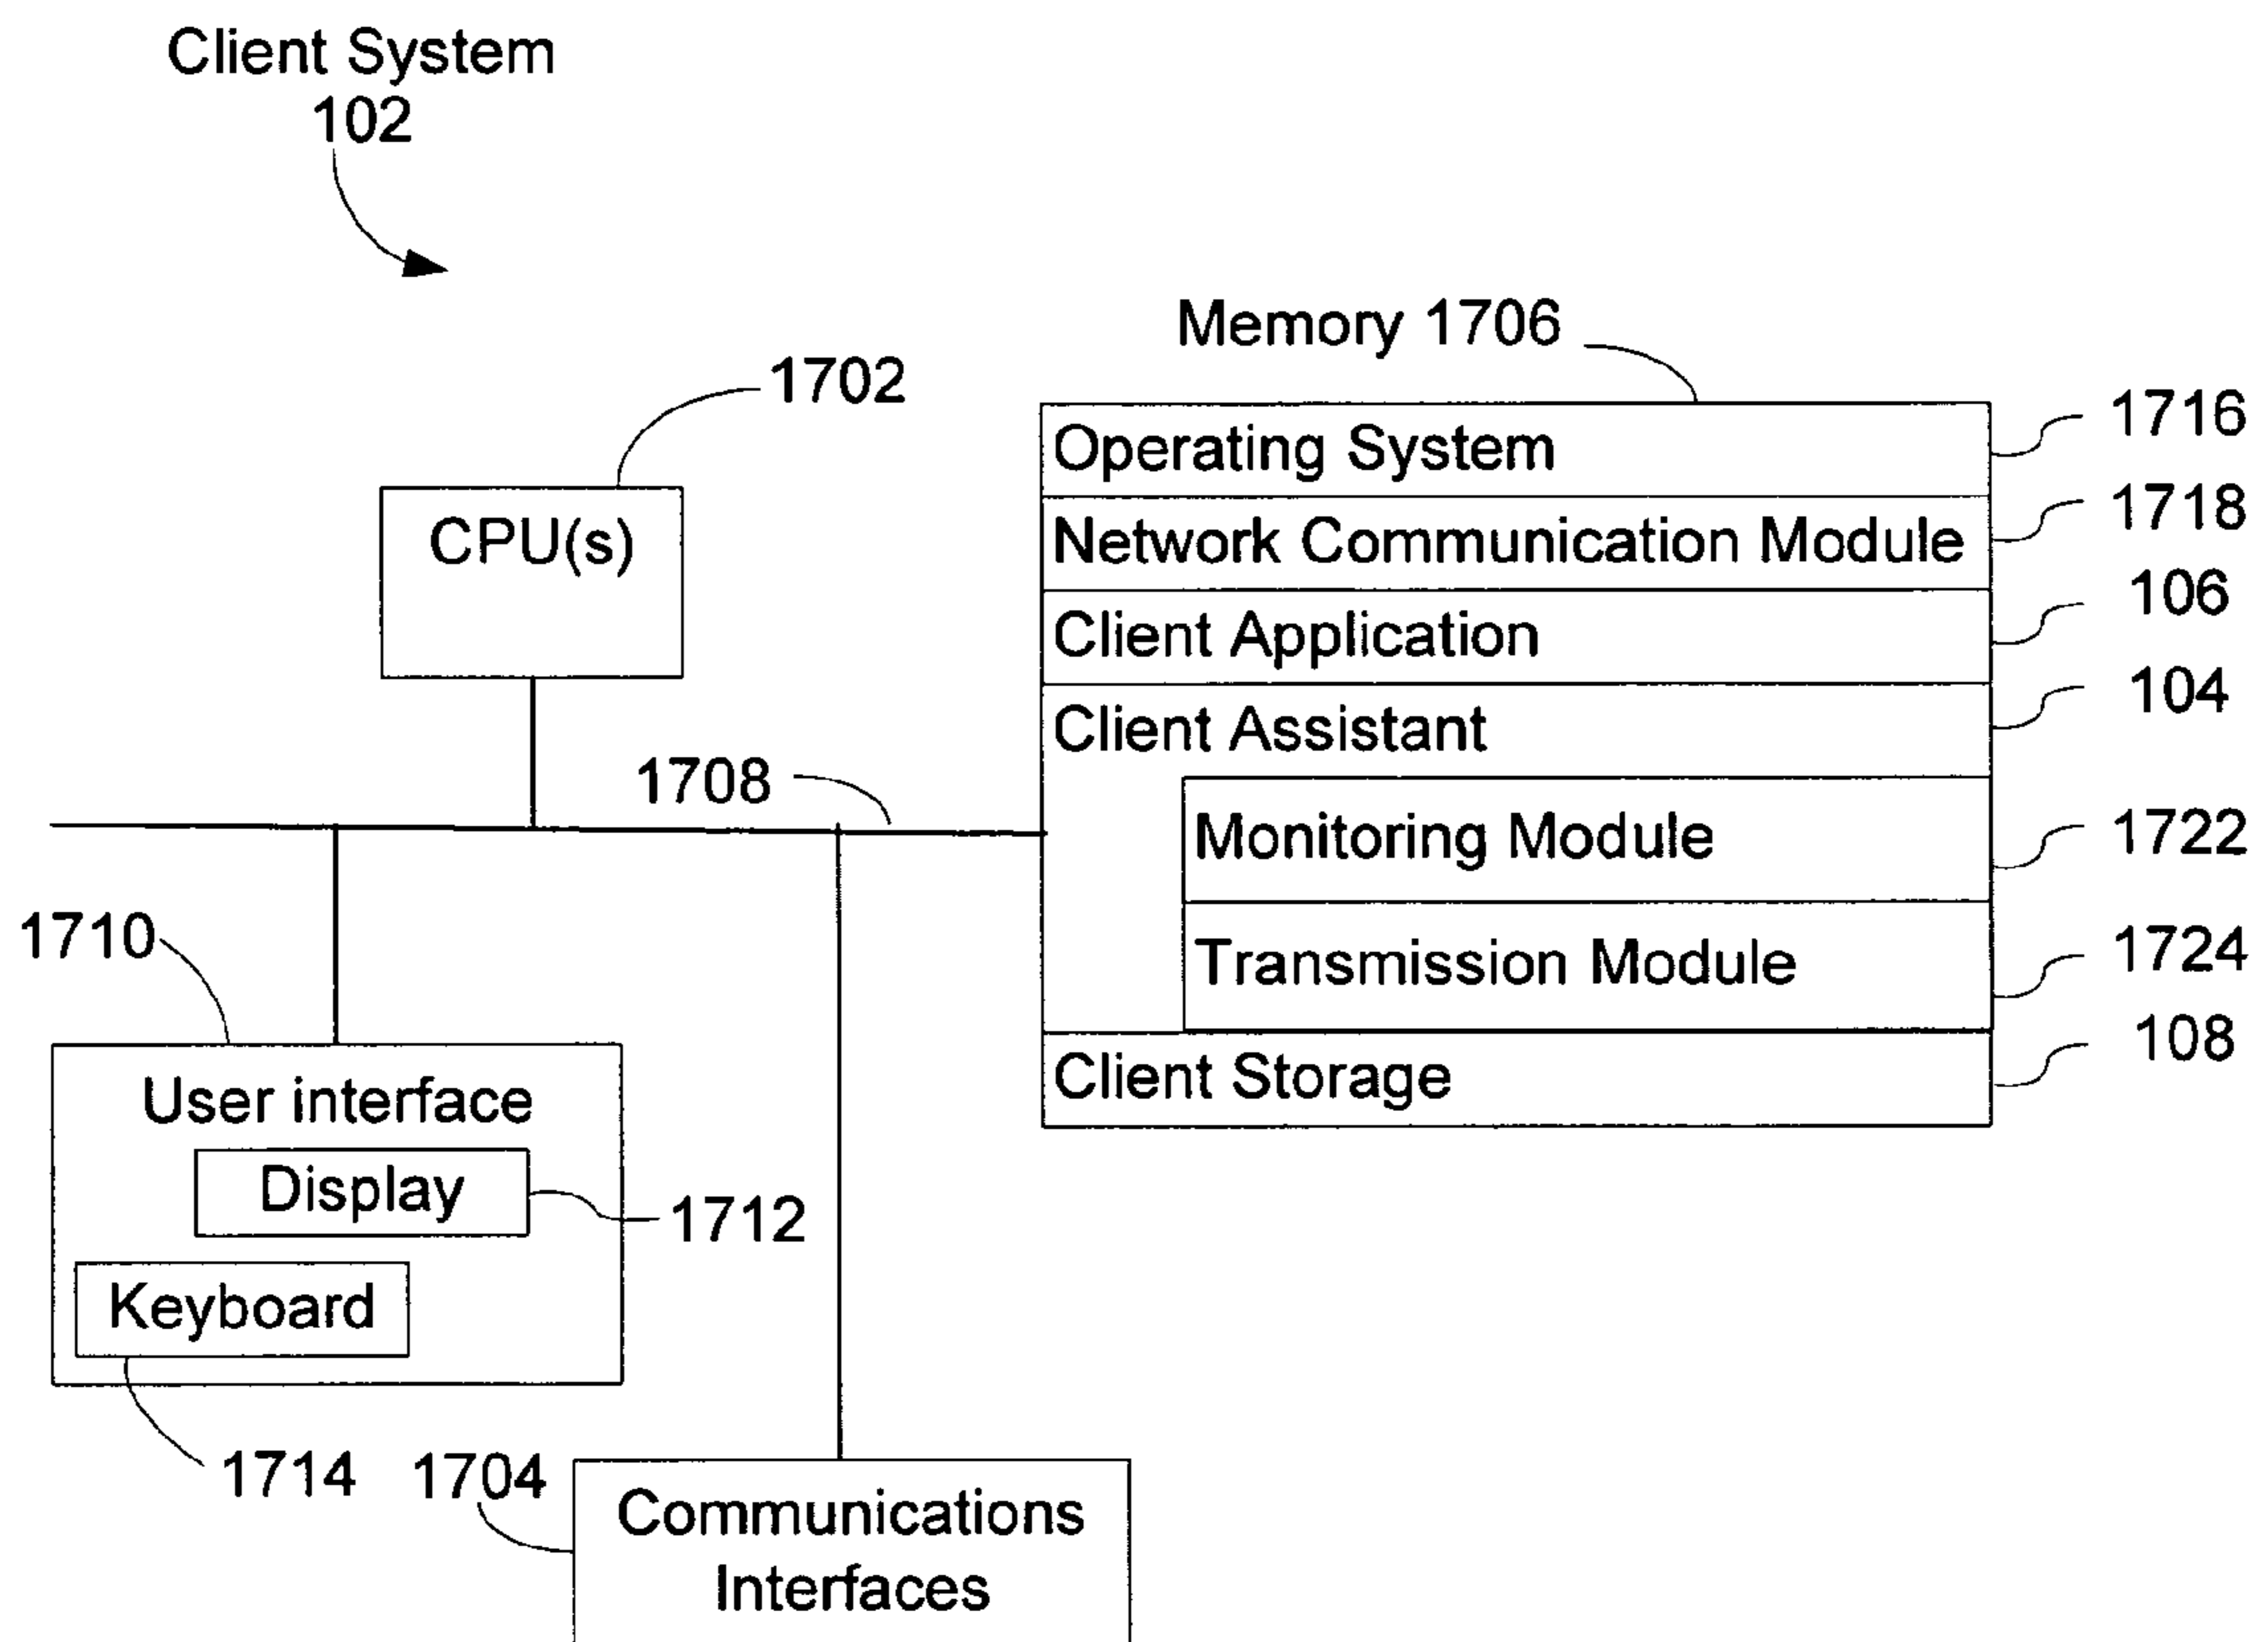 Client System
102
Memory 1706
1702
CPU(s)
Operating System
1716
Network Communication Module
1718
Client Application
106
Client Assistant
104
1708
Monitoring Module
1722
Transmission Module
1724
Client Storage
108
1710
User interface
Display
1712
Keyboard
1714
1704
Communications
Interfaces